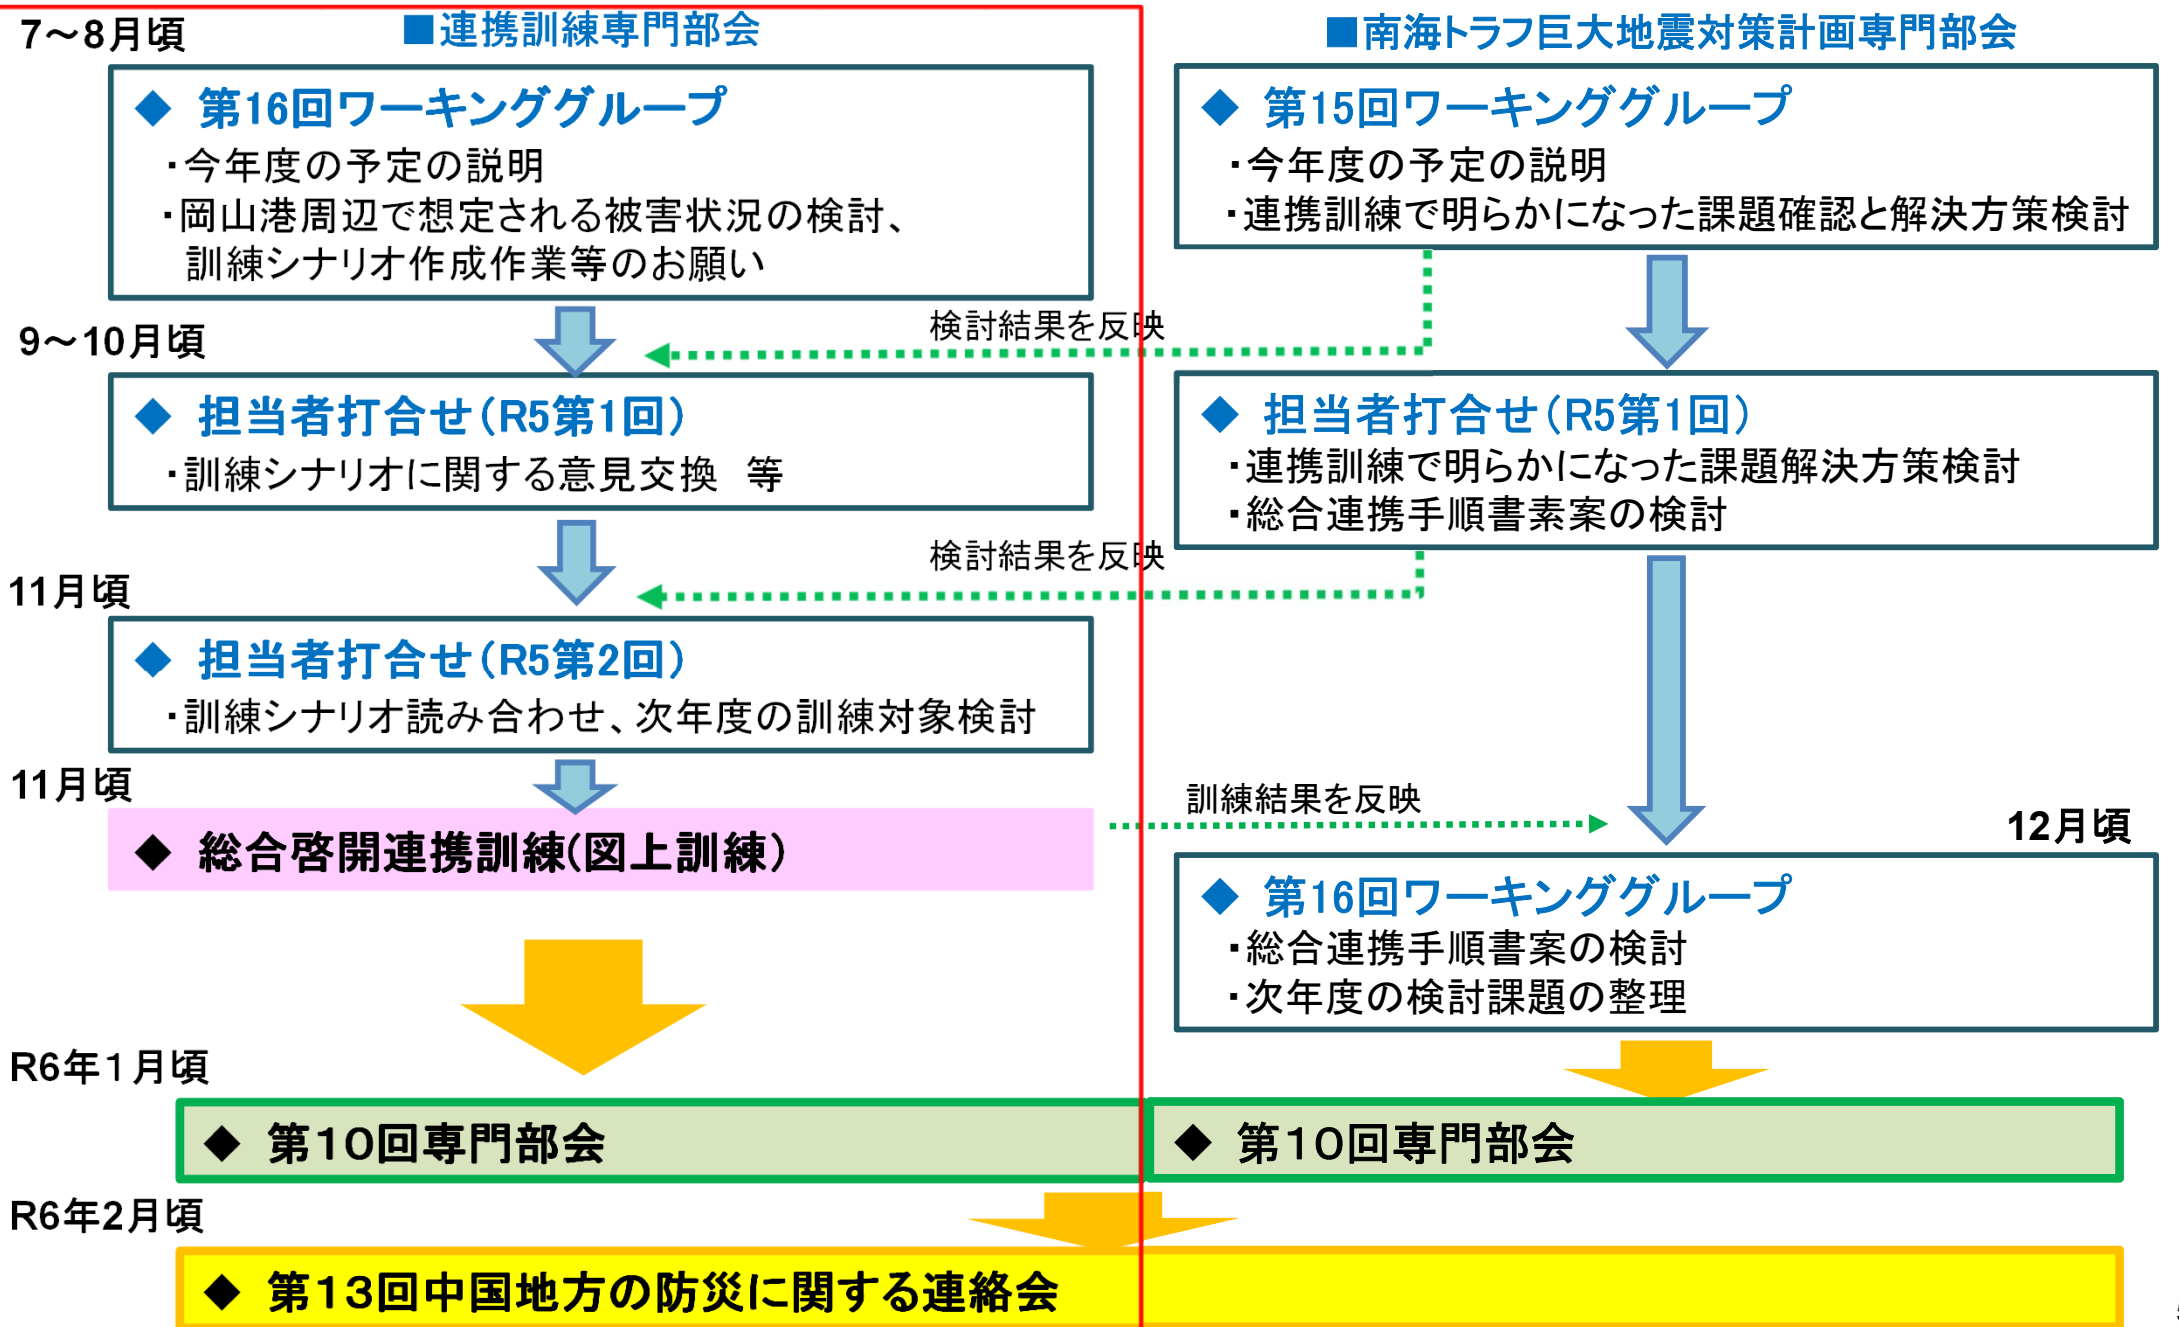 7～8月頃
■連携訓練専門部会
◆ 第16回ワーキンググループ
・今年度の予定の説明
・岡山港周辺で想定される被害状況の検討、
訓練シナリオ作成作業等のお願い
9～10月頃
検討結果を反映
◆ 担当者打合せ（R5第1回）
・訓練シナリオに関する意見交換　等
検討結果を反映
11月頃
◆ 担当者打合せ（R5第2回）
・訓練シナリオ読み合わせ、次年度の訓練対象検討
11月頃
◆ 総合啓開連携訓練(図上訓練）
■南海トラフ巨大地震対策計画専門部会
◆ 第15回ワーキンググループ
・今年度の予定の説明
・連携訓練で明らかになった課題確認と解決方策検討
◆ 担当者打合せ（R5第1回）
・連携訓練で明らかになった課題解決方策検討
・総合連携手順書素案の検討
訓練結果を反映
12月頃
◆ 第16回ワーキンググループ
・総合連携手順書案の検討
・次年度の検討課題の整理
R6年１月頃
◆ 第１０回専門部会
◆ 第１０回専門部会
R6年2月頃
◆ 第１３回中国地方の防災に関する連絡会